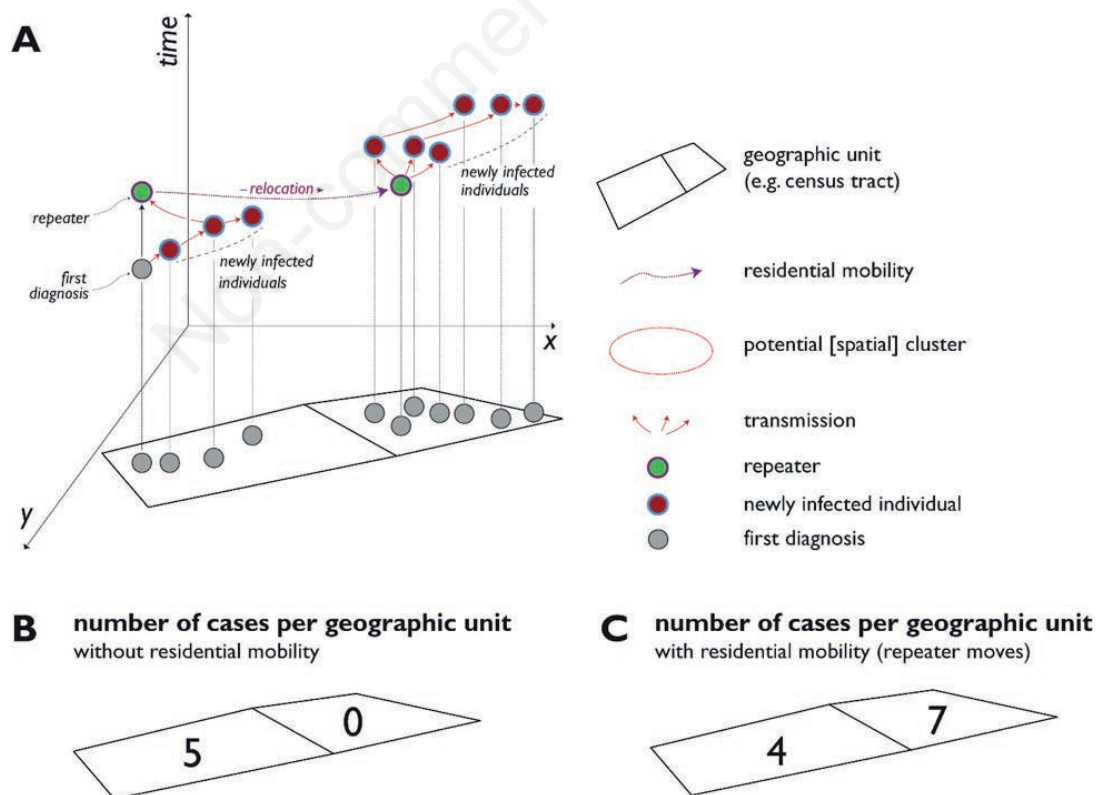 A
time
Non-commer
repeater
first
diagnosis
relocation
newly infected
individuals
newly infected
individuals
x
y
geographic unit
(e.g. census tract)
residential mobility
potential [spatial] cluster
transmission
repeater
newly infected individual
first diagnosis
B number of cases per geographic unit
without residential mobility
5
0
C number of cases per geographic unit
with residential mobility (repeater moves)
4
7